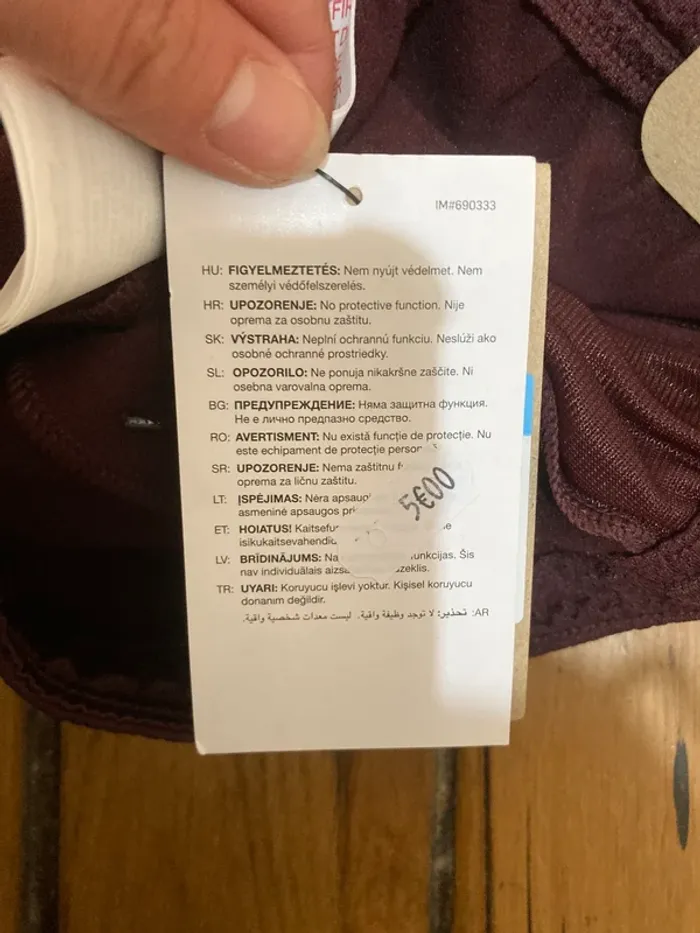 IM#690333
HU: FIGYELMEZTETÉS: Nem nyújt védelmet. Nem
személyi védőfelszerelés.
HR: UPOZORENJE: No protective function. Nije
oprema za osobnu zaštitu.
SK: VÝSTRAHA: Neplní ochrannú funkciu. Neslúži ako
osobné ochranné prostriedky.
SL: OPOZORILO: Ne ponuja nikakršne zaščite. Ni
osebna varovalna oprema.
BG: ПРЕДУПРЕЖДЕНИЕ: Няма защитна функция.
Не е лично предпазно средство.
RO: AVERTISMENT: Nu există funcție de protecție. Nu
este echipament de protecție
SR: UPOZORENJE: Nema zaštitnu
oprema za ličnu zaštitu.
LT: ĮSPĖJIMAS: Nėra
asmeninė apsaugos
5€00
ET: HOIATUS!
LV: BRĪDINĀJUMS: Šis
nav individuālais
TR: UYARI: Koruyucu işlevi yoktur. Kişisel koruyucu
donanım değildir.
AR: تحذير: لا توجد وظيفة واقية. ليست معدات شخصية واقية.